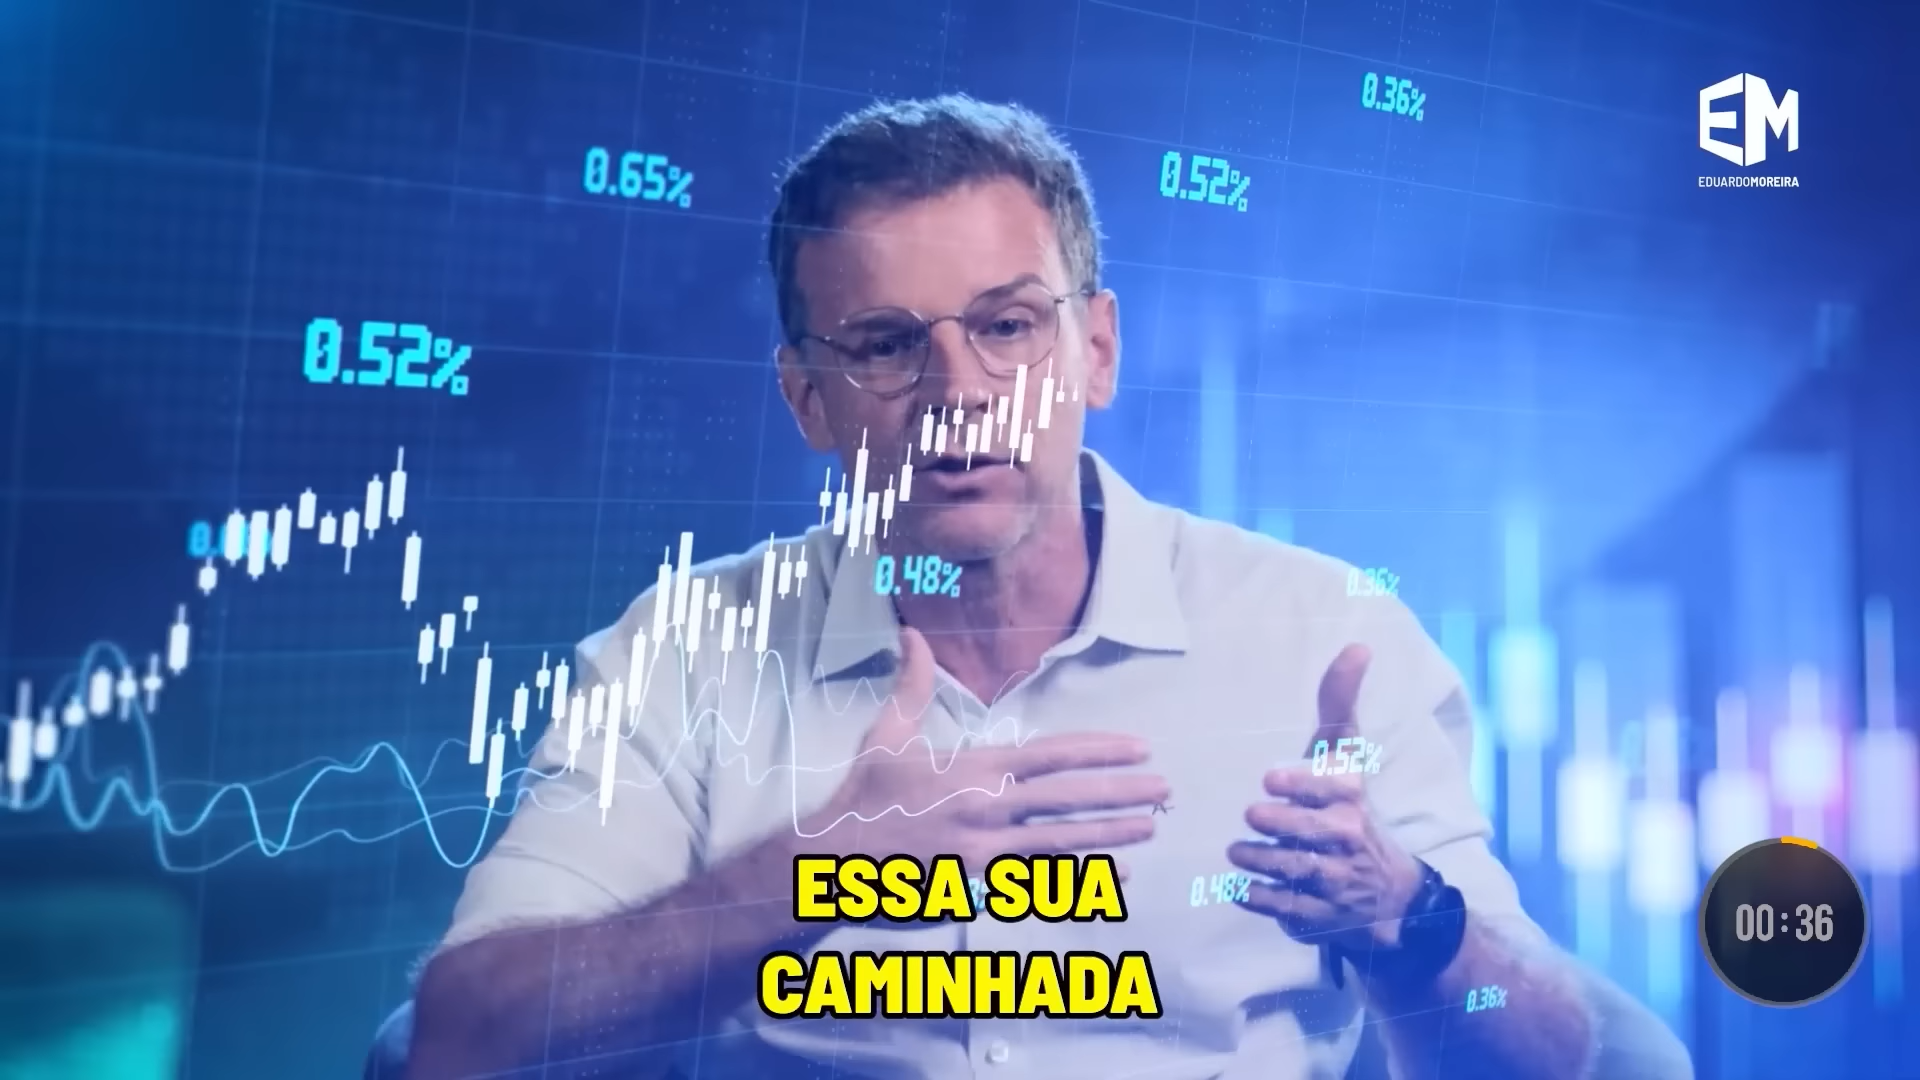 0.36%
EM
EDUARDOMOREIRA
0.65%
0.52%
0.52%
0.48%
0.36%
0.52%
0.48%
ESSA SUA
CAMINHADA
00:36
0.36%